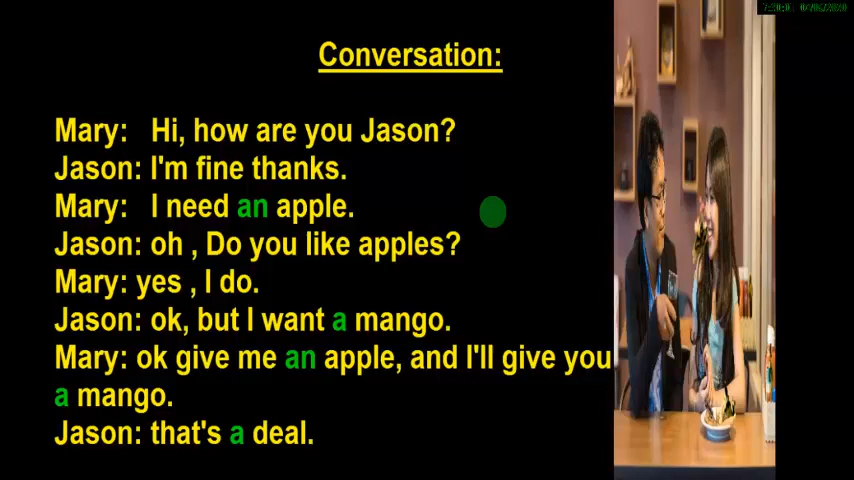 Conversation:
Mary: Hi, how are you Jason?
Jason: I'm fine thanks.
Mary: I need an apple.
Jason: oh , Do you like apples?
Mary: yes , I do.
Jason: ok, but I want a mango.
Mary: ok give me an apple, and I'll give you
a mango.
Jason: that's a deal.